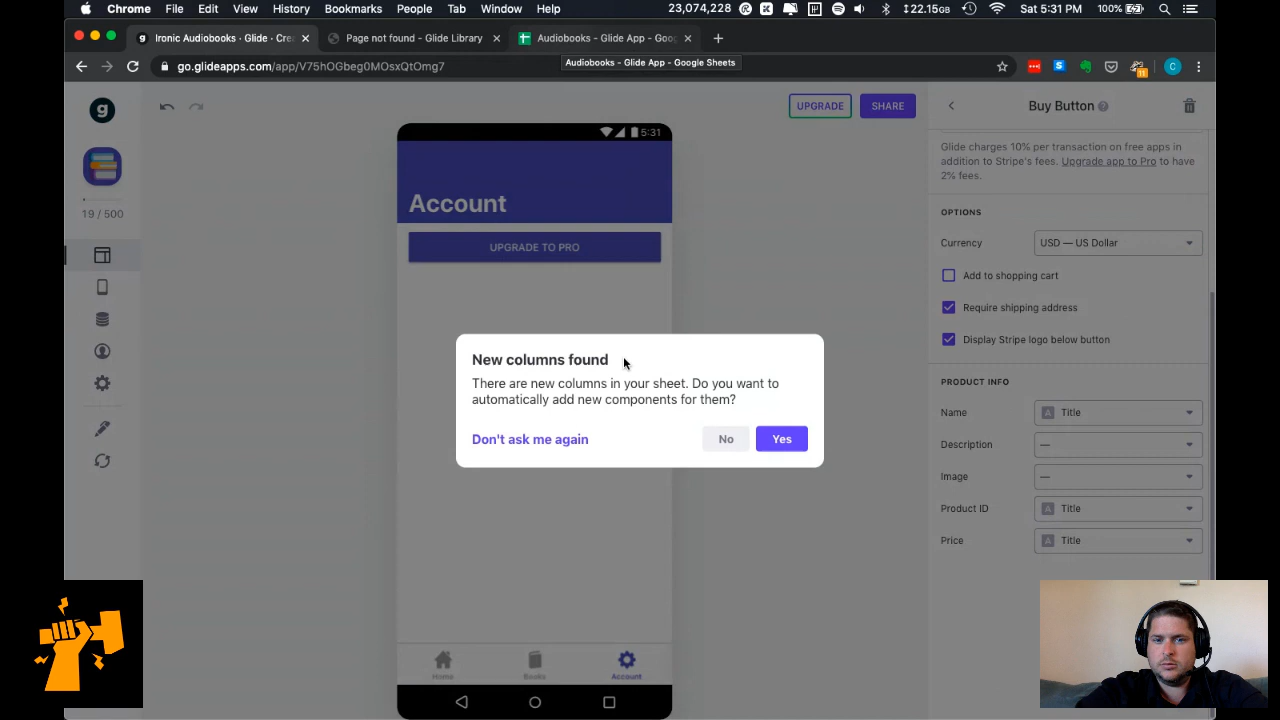 Chrome File Edit View History Bookmarks People Tab Window Help 23,074,228 22.15GB Sat 5:31 PM 100%
Ironic Audiobooks · Glide · Cre
Page not found - Glide Library
Audiobooks - Glide App - Goo
go.glideapps.com/app/V75hOGbeg0MOsxQtOmg7
Audiobooks - Glide App - Google Sheets
11
C
g
UPGRADE
SHARE
Buy Button
5:31
19 / 500
Account
UPGRADE TO PRO
Glide charges 10% per transaction on free apps in
addition to Stripe's fees. Upgrade app to Pro to have
2% fees.
OPTIONS
Currency USD — US Dollar
Add to shopping cart
Require shipping address
Display Stripe logo below button
New columns found
There are new columns in your sheet. Do you want to
automatically add new components for them?
Don't ask me again
No
Yes
PRODUCT INFO
Name A Title
Description —
Image —
Product ID A Title
Price A Title
Home
Books
Account